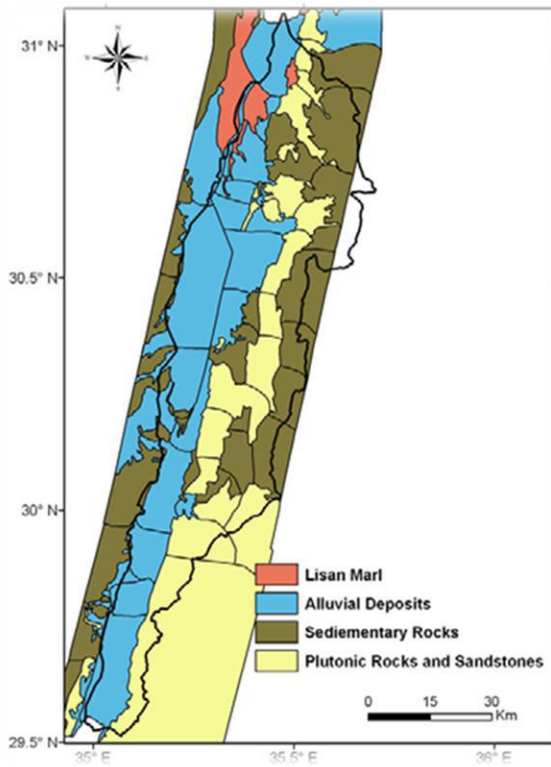 31° N
N
30.5° N
30° N
Lisan Marl
Alluvial Deposits
Sediementary Rocks
Plutonic Rocks and Sandstones
0 15 30
Km
29.5° N
35° E 35.5° E 36° E